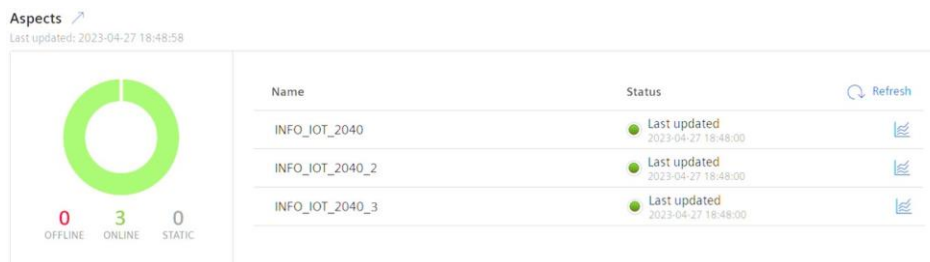 Aspects
Last updated: 2023-04-27 18:48:58
Name Status Refresh
INFO_IOT_2040 Last updated
2023-04-27 18:48:00
INFO_IOT_2040_2 Last updated
2023-04-27 18:48:00
INFO_IOT_2040_3 Last updated
2023-04-27 18:48:00
0 3 0
OFFLINE ONLINE STATIC